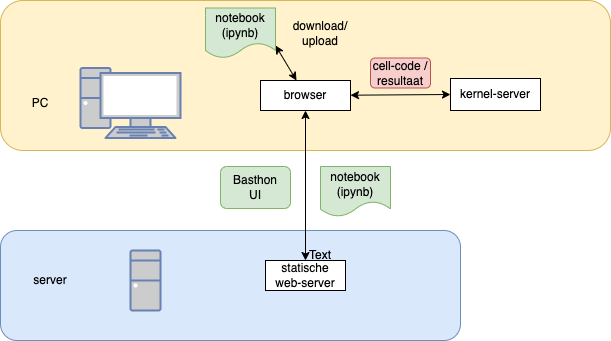 notebook
(ipynb)
download/
upload
cell-code /
resultaat
PC
browser
kernel-server
Basthon
UI
notebook
(ipynb)
Text
server
statische
web-server